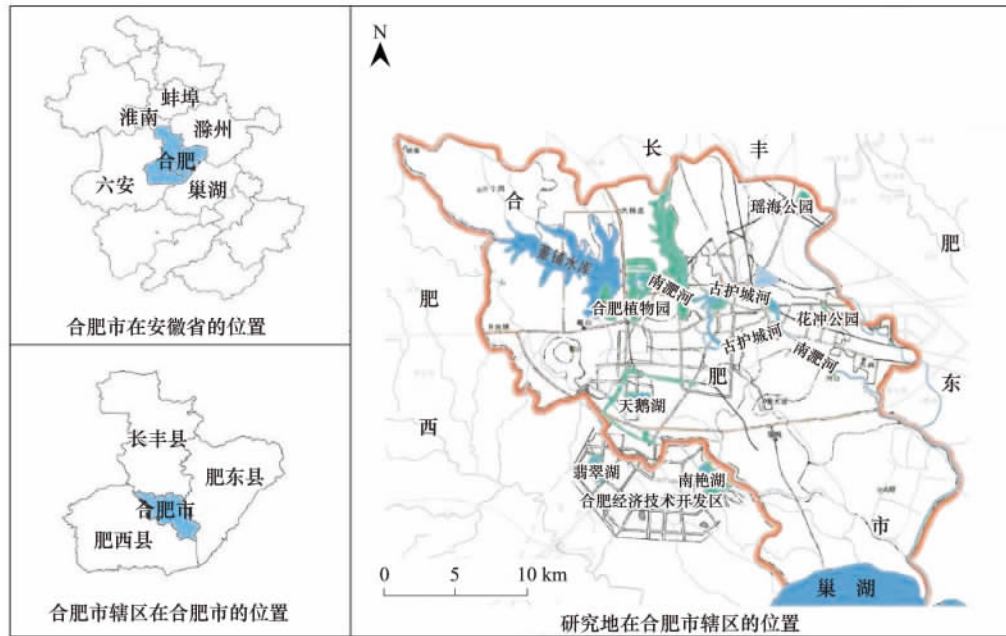 蚌埠
淮南
滁州
合肥
六安
巢湖
合肥市在安徽省的位置
长丰县
肥东县
合肥市
肥西县
合肥市辖区在合肥市的位置
N
长 丰
合
瑶海公园
董铺水库
肥
南淝河
古护城河
肥
合肥植物园
花冲公园
古护城河
南淝河
肥
东
天鹅湖
西
翡翠湖
南艳湖
合肥经济技术开发区
市
0 5 10 km
巢 湖
研究地在合肥市辖区的位置